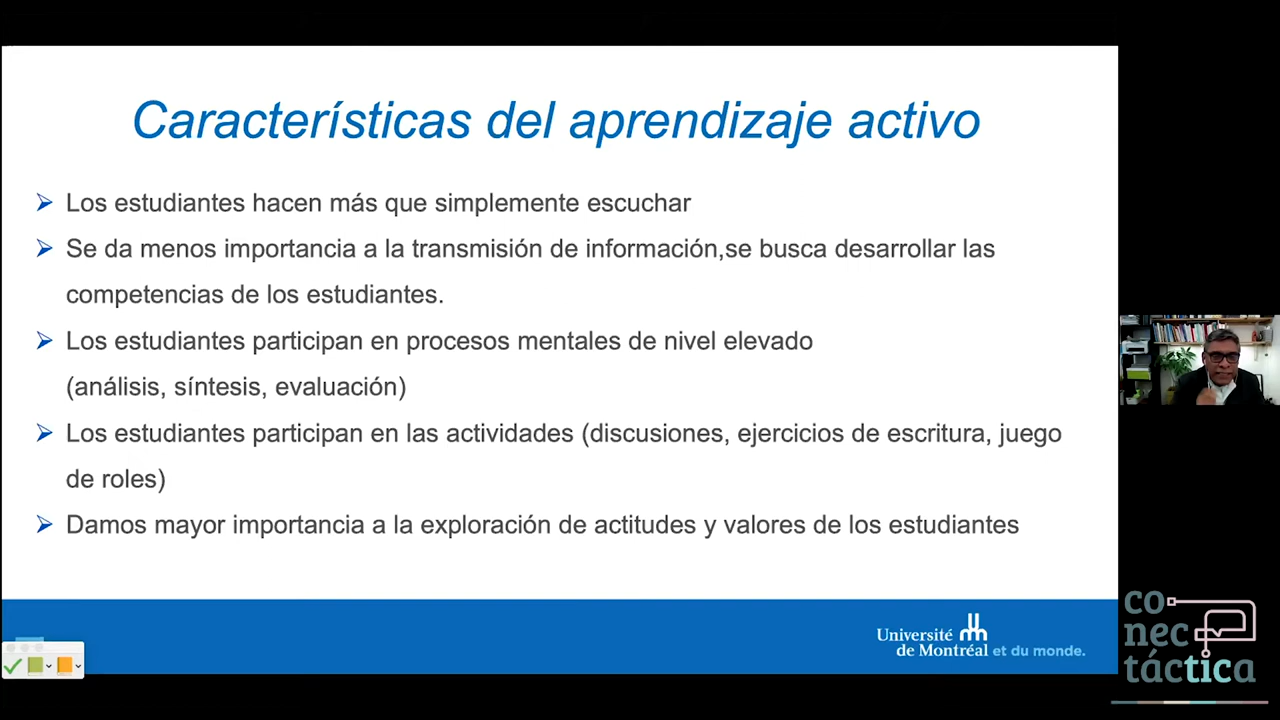 Características del aprendizaje activo
Los estudiantes hacen más que simplemente escuchar
Se da menos importancia a la transmisión de información,se busca desarrollar las
competencias de los estudiantes.
Los estudiantes participan en procesos mentales de nivel elevado
(análisis, síntesis, evaluación)
Los estudiantes participan en las actividades (discusiones, ejercicios de escritura, juego
de roles)
Damos mayor importancia a la exploración de actitudes y valores de los estudiantes
Université
de Montréal et du monde.
co
nec
táctica